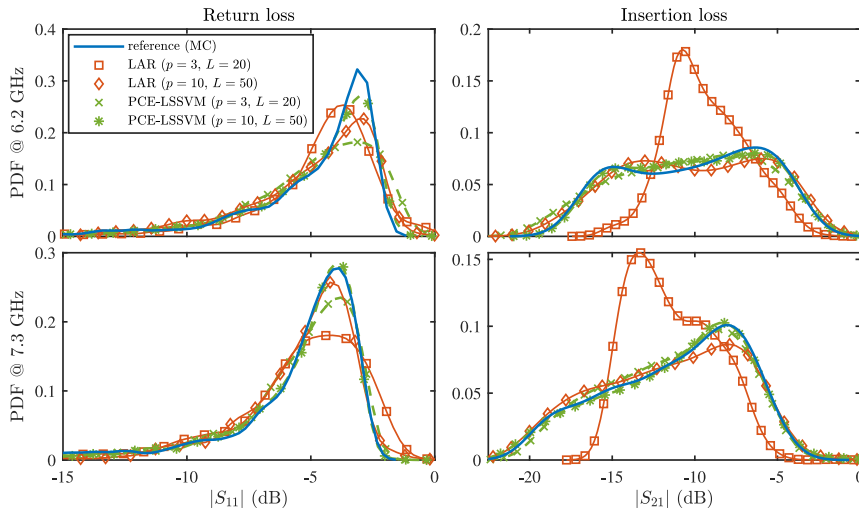 Return loss
Insertion loss
PDF @ 6.2 GHz
0.4
0.3
0.2
0.1
0
reference (MC)
LAR (p = 3, L = 20)
LAR (p = 10, L = 50)
PCE-LSSVM (p = 3, L = 20)
PCE-LSSVM (p = 10, L = 50)
0.2
0.15
0.1
0.05
0
PDF @ 7.3 GHz
0.3
0.2
0.1
0
-15
-10
-5
0
|S11| (dB)
0.15
0.1
0.05
0
-20
-15
-10
-5
0
|S21| (dB)